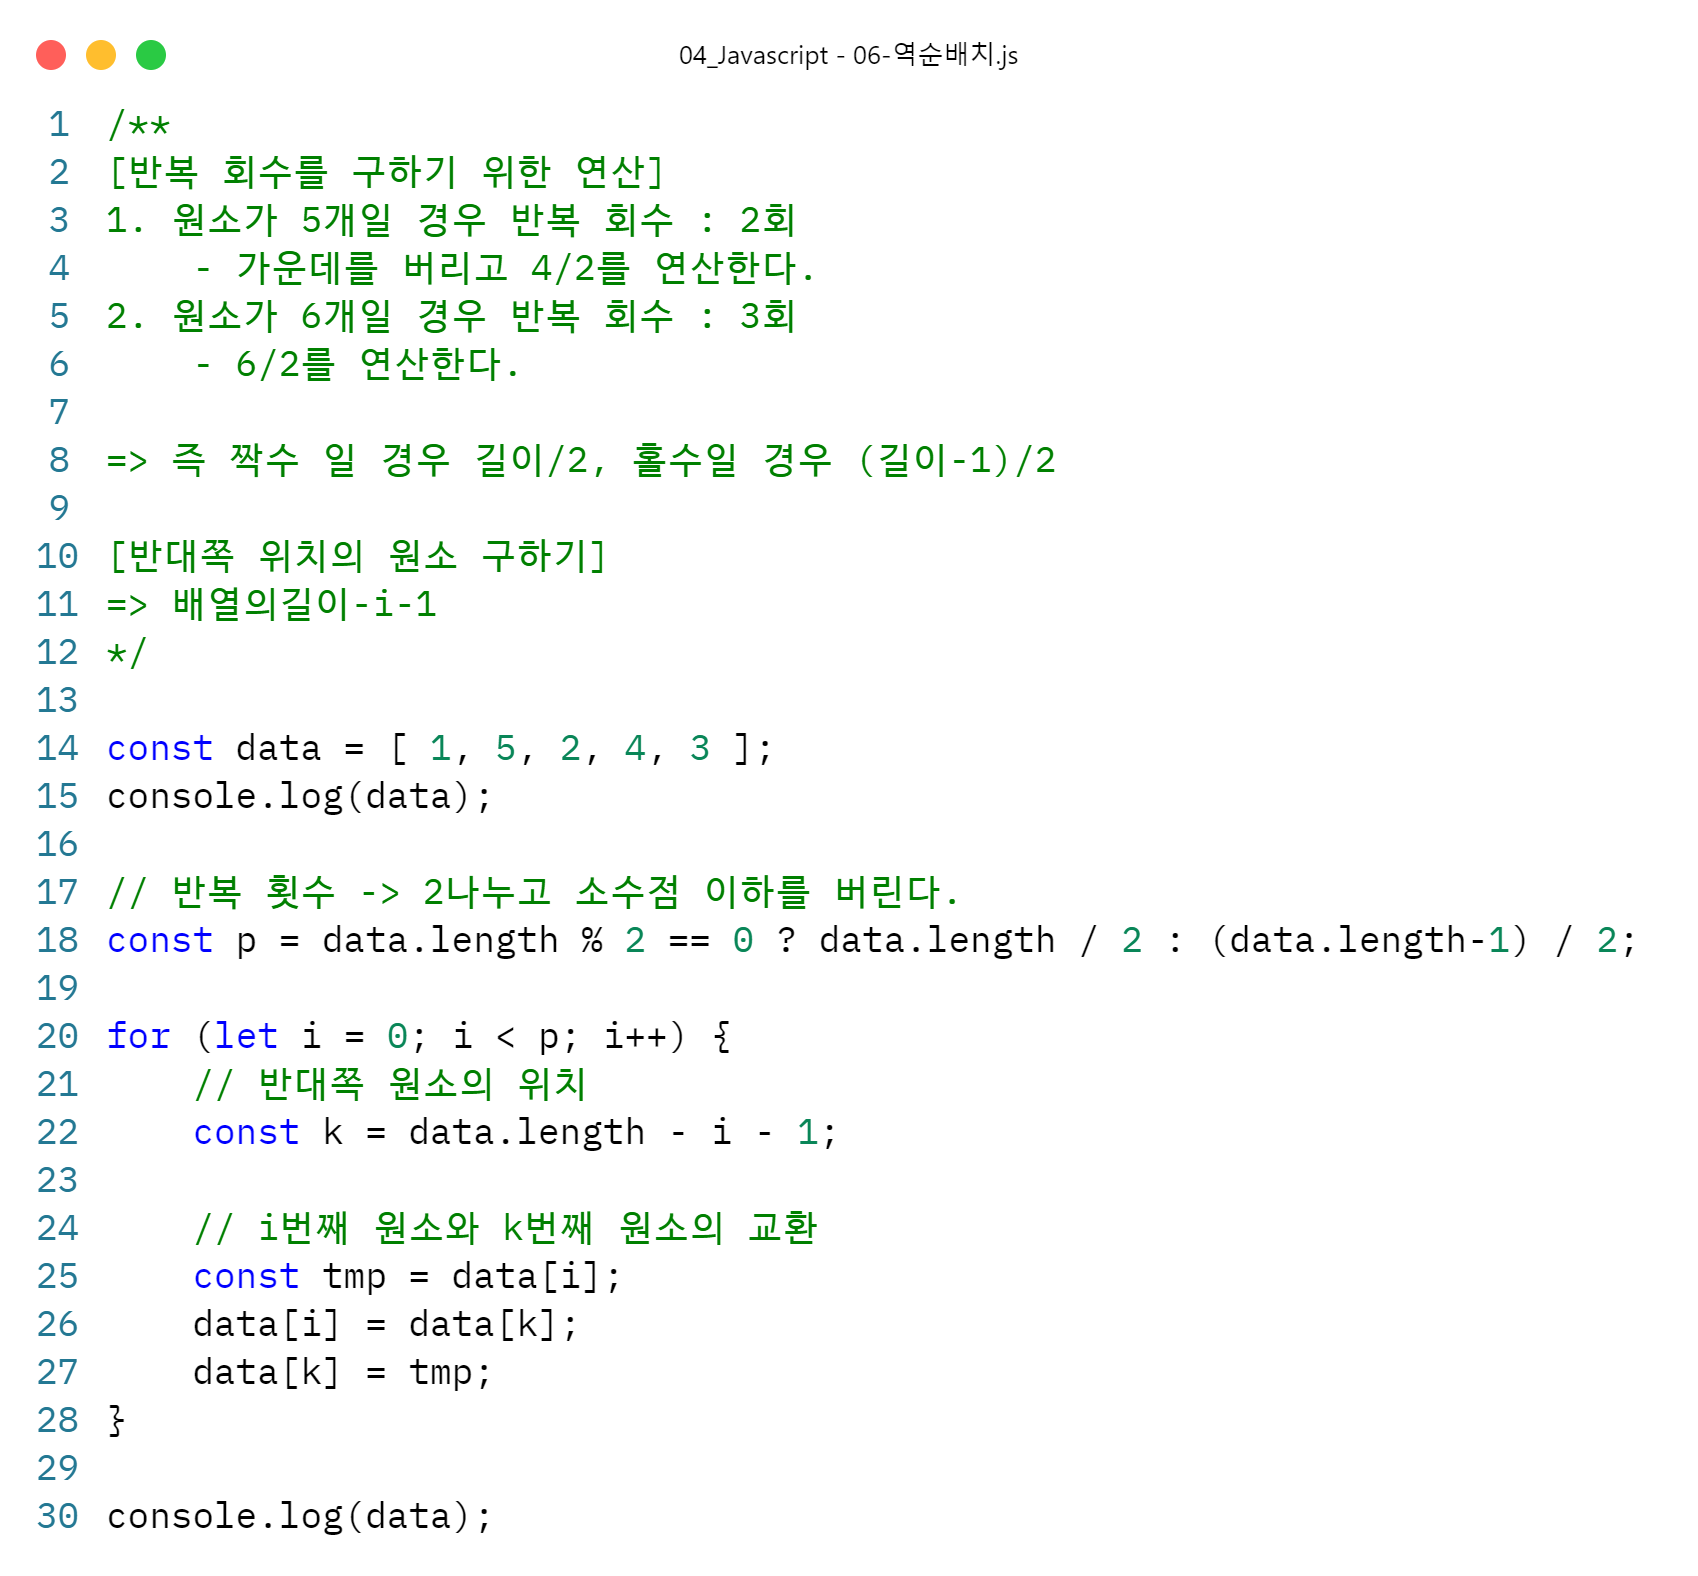 04_Javascript - 06-역순배치.js
1 /**
2 [반복 회수를 구하기 위한 연산]
3 1. 원소가 5개일 경우 반복 회수 : 2회
4     - 가운데를 버리고 4/2를 연산한다.
5 2. 원소가 6개일 경우 반복 회수 : 3회
6     - 6/2를 연산한다.
7
8 => 즉 짝수 일 경우 길이/2, 홀수일 경우 (길이-1)/2
9
10 [반대쪽 위치의 원소 구하기]
11 => 배열의길이-i-1
12 */
13
14 const data = [ 1, 5, 2, 4, 3 ];
15 console.log(data);
16
17 // 반복 횟수 -> 2나누고 소수점 이하를 버린다.
18 const p = data.length % 2 == 0 ? data.length / 2 : (data.length-1) / 2;
19
20 for (let i = 0; i < p; i++) {
21     // 반대쪽 원소의 위치
22     const k = data.length - i - 1;
23
24     // i번째 원소와 k번째 원소의 교환
25     const tmp = data[i];
26     data[i] = data[k];
27     data[k] = tmp;
28 }
29
30 console.log(data);